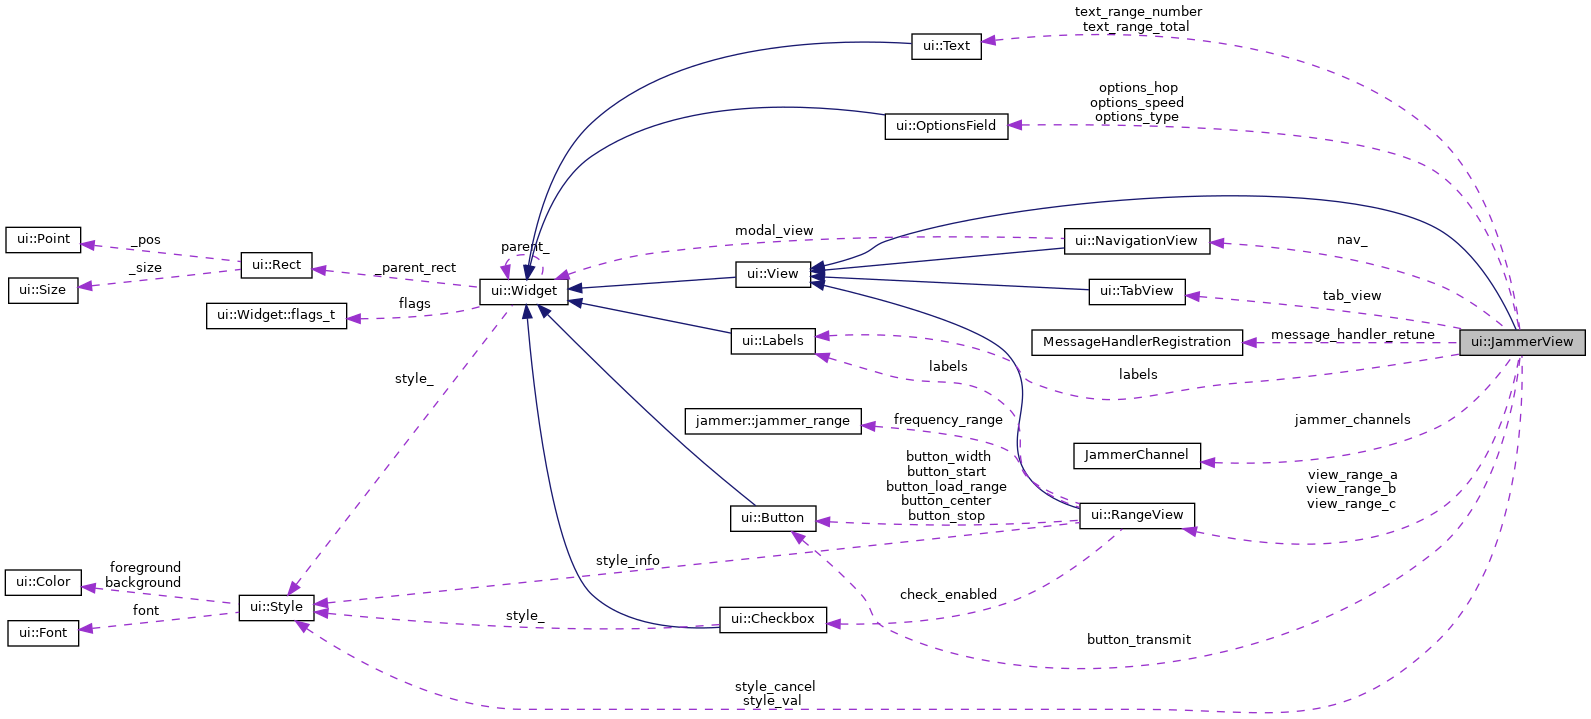 text_range_number
text_range_total
ui::Text
options_hop
options_speed
options_type
ui::OptionsField
modal_view
ui::NavigationView
nav_
ui::Point
_pos
parent_
ui::Rect
_parent_rect
ui::View
_size
ui::Size
ui::Widget
ui::TabView
tab_view
flags
ui::Widget::flags_t
ui::Labels
MessageHandlerRegistration
message_handler_retune
ui::JammerView
labels
labels
style_
jammer::jammer_range
frequency_range
jammer_channels
JammerChannel
button_width
button_start
button_load_range
button_center
button_stop
view_range_a
view_range_b
view_range_c
ui::Button
ui::RangeView
style_info
foreground
background
ui::Color
check_enabled
ui::Style
font
ui::Font
style_
ui::Checkbox
button_transmit
style_cancel
style_val